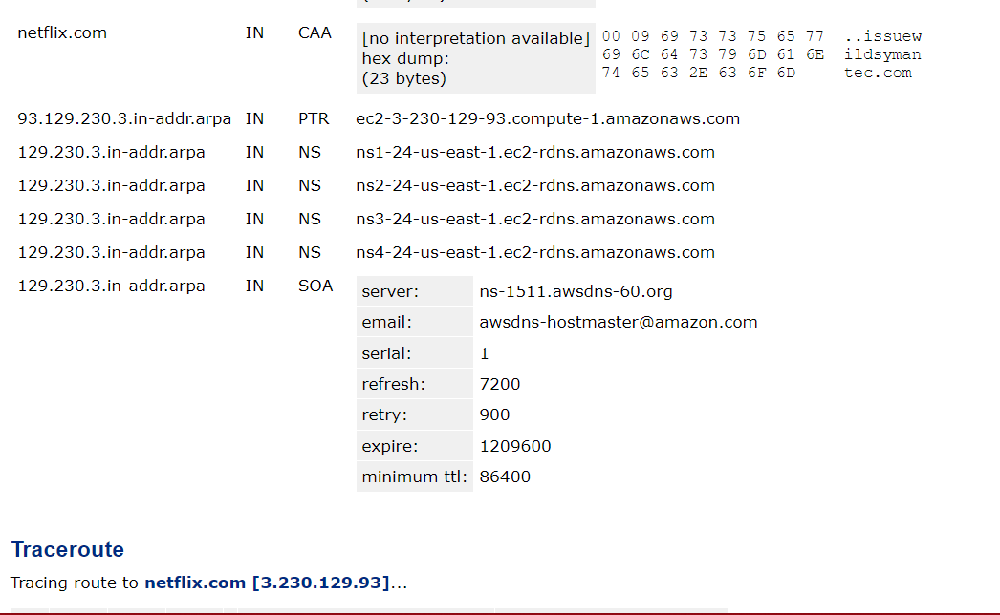 netflix.com IN CAA [no interpretation available] 00 09 69 73 73 75 65 77 ..issuew
hex dump: 69 6C 64 73 79 6D 61 6E ildsyman
(23 bytes) 74 65 63 2E 63 6F 6D tec.com
93.129.230.3.in-addr.arpa IN PTR ec2-3-230-129-93.compute-1.amazonaws.com
129.230.3.in-addr.arpa IN NS ns1-24-us-east-1.ec2-rdns.amazonaws.com
129.230.3.in-addr.arpa IN NS ns2-24-us-east-1.ec2-rdns.amazonaws.com
129.230.3.in-addr.arpa IN NS ns3-24-us-east-1.ec2-rdns.amazonaws.com
129.230.3.in-addr.arpa IN NS ns4-24-us-east-1.ec2-rdns.amazonaws.com
129.230.3.in-addr.arpa IN SOA server: ns-1511.awsdns-60.org
email: awsdns-hostmaster@amazon.com
serial: 1
refresh: 7200
retry: 900
expire: 1209600
minimum ttl: 86400
Traceroute
Tracing route to netflix.com [3.230.129.93]...